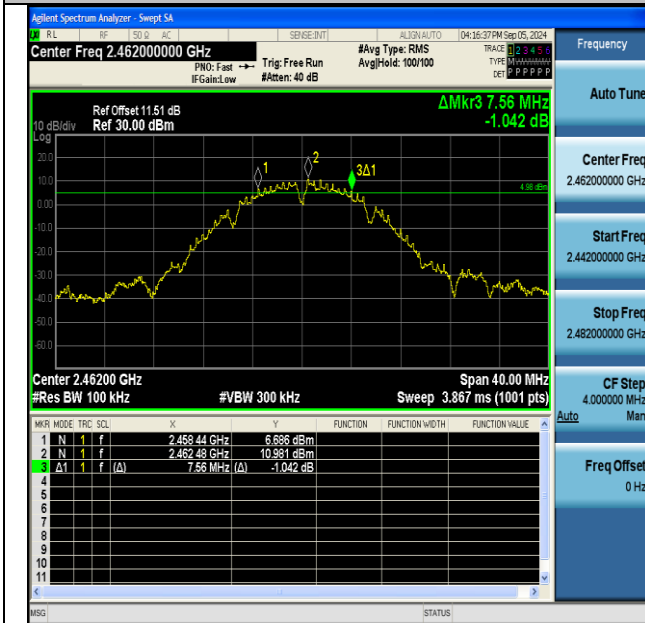 Agilent Spectrum Analyzer - Swept SA
LXI RL RF 50 Ω AC SENSE:INT ALIGN AUTO 04:16:37 PM Sep 05, 2024
Center Freq 2.462000000 GHz
#Avg Type: RMS
TRACE 1 2 3 4 5 6
PNO: Fast Trig: Free Run Avg|Hold: 100/100
TYPE
IFGain:Low #Atten: 40 dB
DET P P P P P P
Ref Offset 11.51 dB
ΔMkr3 7.56 MHz
10 dB/div Ref 30.00 dBm
-1.042 dB
Log
20.0
10.0
0.00
-10.0
-20.0
-30.0
-40.0
-50.0
-60.0
1
2
3Δ1
4.98 dBm
Center 2.46200 GHz Span 40.00 MHz
#Res BW 100 kHz #VBW 300 kHz Sweep 3.867 ms (1001 pts)
MKR MODE TRC SCL X Y FUNCTION FUNCTION WIDTH FUNCTION VALUE
1 N 1 f 2.458 44 GHz 6.686 dBm
2 N 1 f 2.462 48 GHz 10.981 dBm
3 Δ1 1 f (Δ) 7.56 MHz (Δ) -1.042 dB
4
5
6
7
8
9
10
11
MSG STATUS
Frequency
Auto Tune
Center Freq
2.462000000 GHz
Start Freq
2.442000000 GHz
Stop Freq
2.482000000 GHz
CF Step
4.000000 MHz
Auto Man
Freq Offset
0 Hz